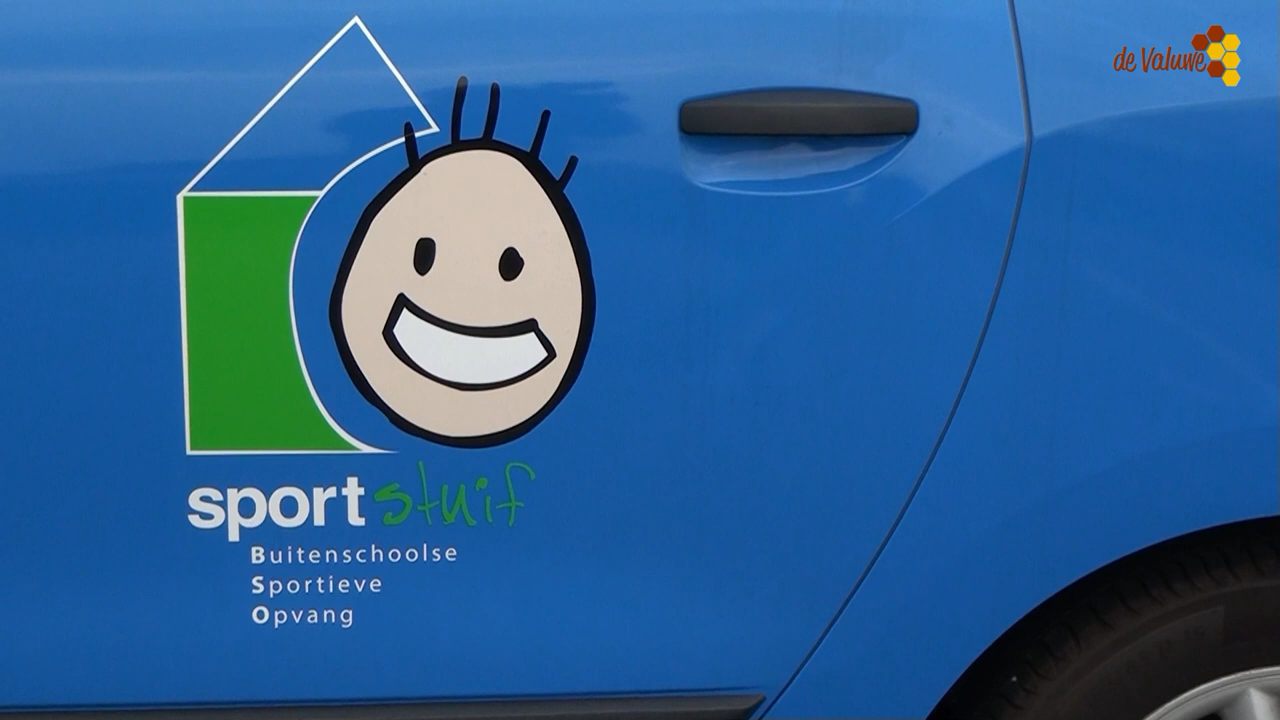 de Valuwe
sport stuif
Buitenschoolse
Sportieve
Opvang